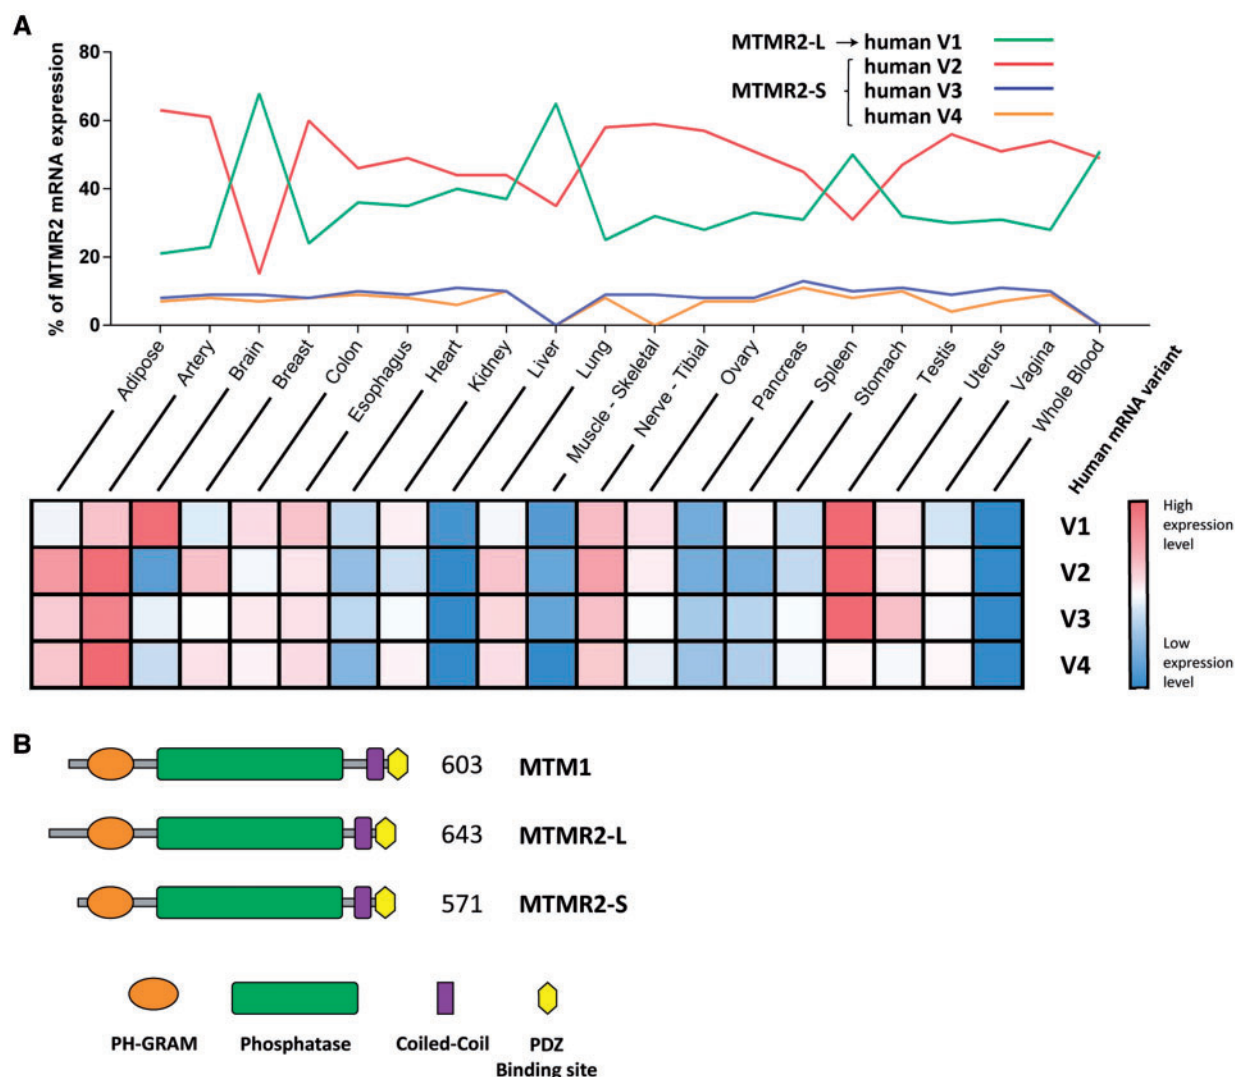 A
MTMR2-L → human V1
human V2
MTMR2-S
human V3
human V4
% of MTMR2 mRNA expression
80
60
40
20
0
Adipose
Artery
Brain
Breast
Colon
Esophagus
Heart
Kidney
Liver
Lung
Muscle - Skeletal
Nerve - Tibial
Ovary
Pancreas
Spleen
Stomach
Testis
Uterus
Vagina
Whole Blood
Human mRNA variant
V1
V2
V3
V4
High
expression
level
Low
expression
level
B
603 MTM1
643 MTMR2-L
571 MTMR2-S
PH-GRAM
Phosphatase
Coiled-Coil
PDZ
Binding site